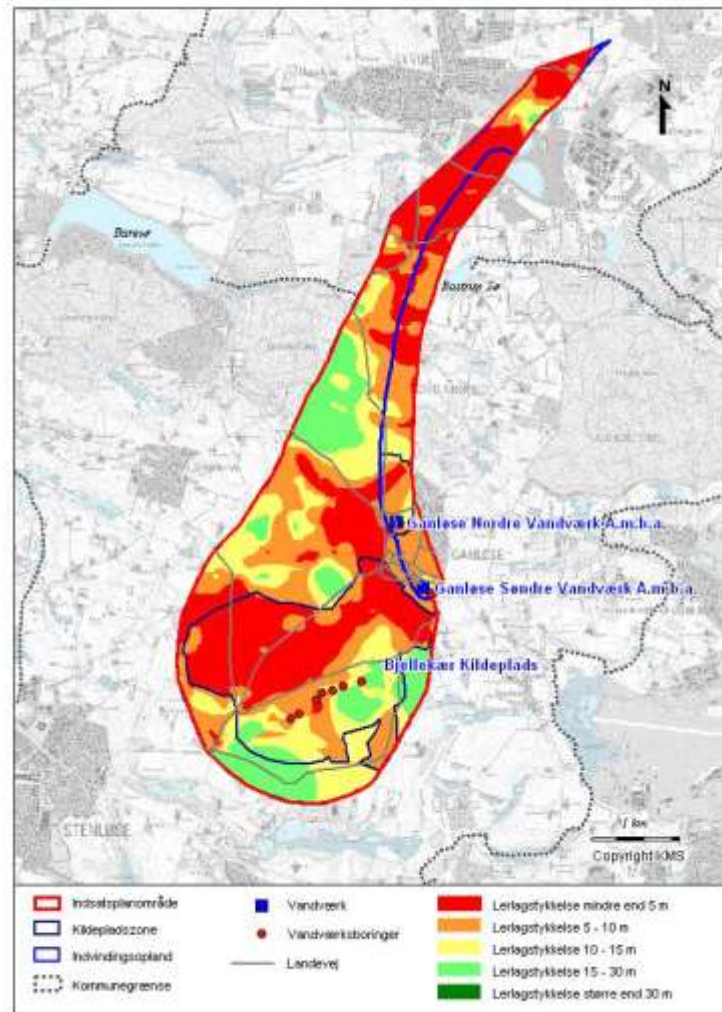 N
Buresø
Bastrup Sø
Ganløse Nordre Vandværk A.m.b.a.
GANLØSE
Ganløse Søndre Vandværk A.m.b.a.
Bjellekær Kildeplads
STENLØSE
1 km
Copyright KMS
Indsatsplanområde
Kildepladszone
Indvindingsopland
Kommunegrænse
Vandværk
Vandværksboringer
Landevej
Lerlagstykkelse mindre end 5 m
Lerlagstykkelse 5 - 10 m
Lerlagstykkelse 10 - 15 m
Lerlagstykkelse 15 - 30 m
Lerlagstykkelse større end 30 m